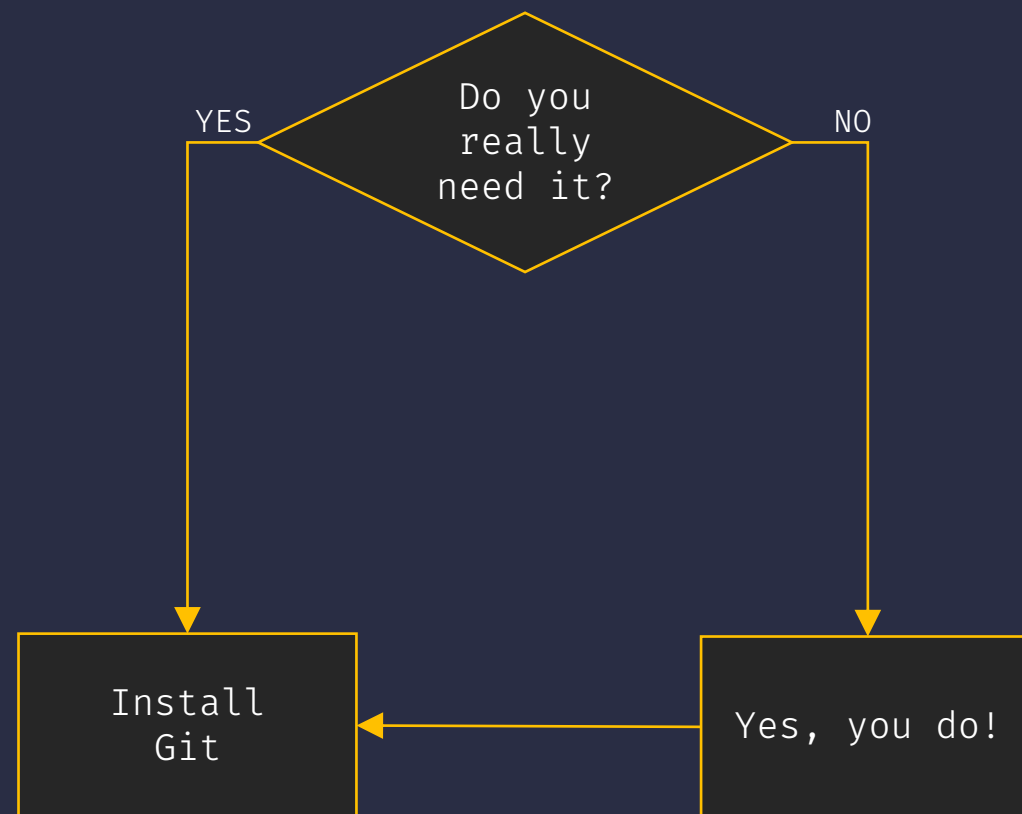 Do you
really
need it?
YES
NO
Install
Git
Yes, you do!